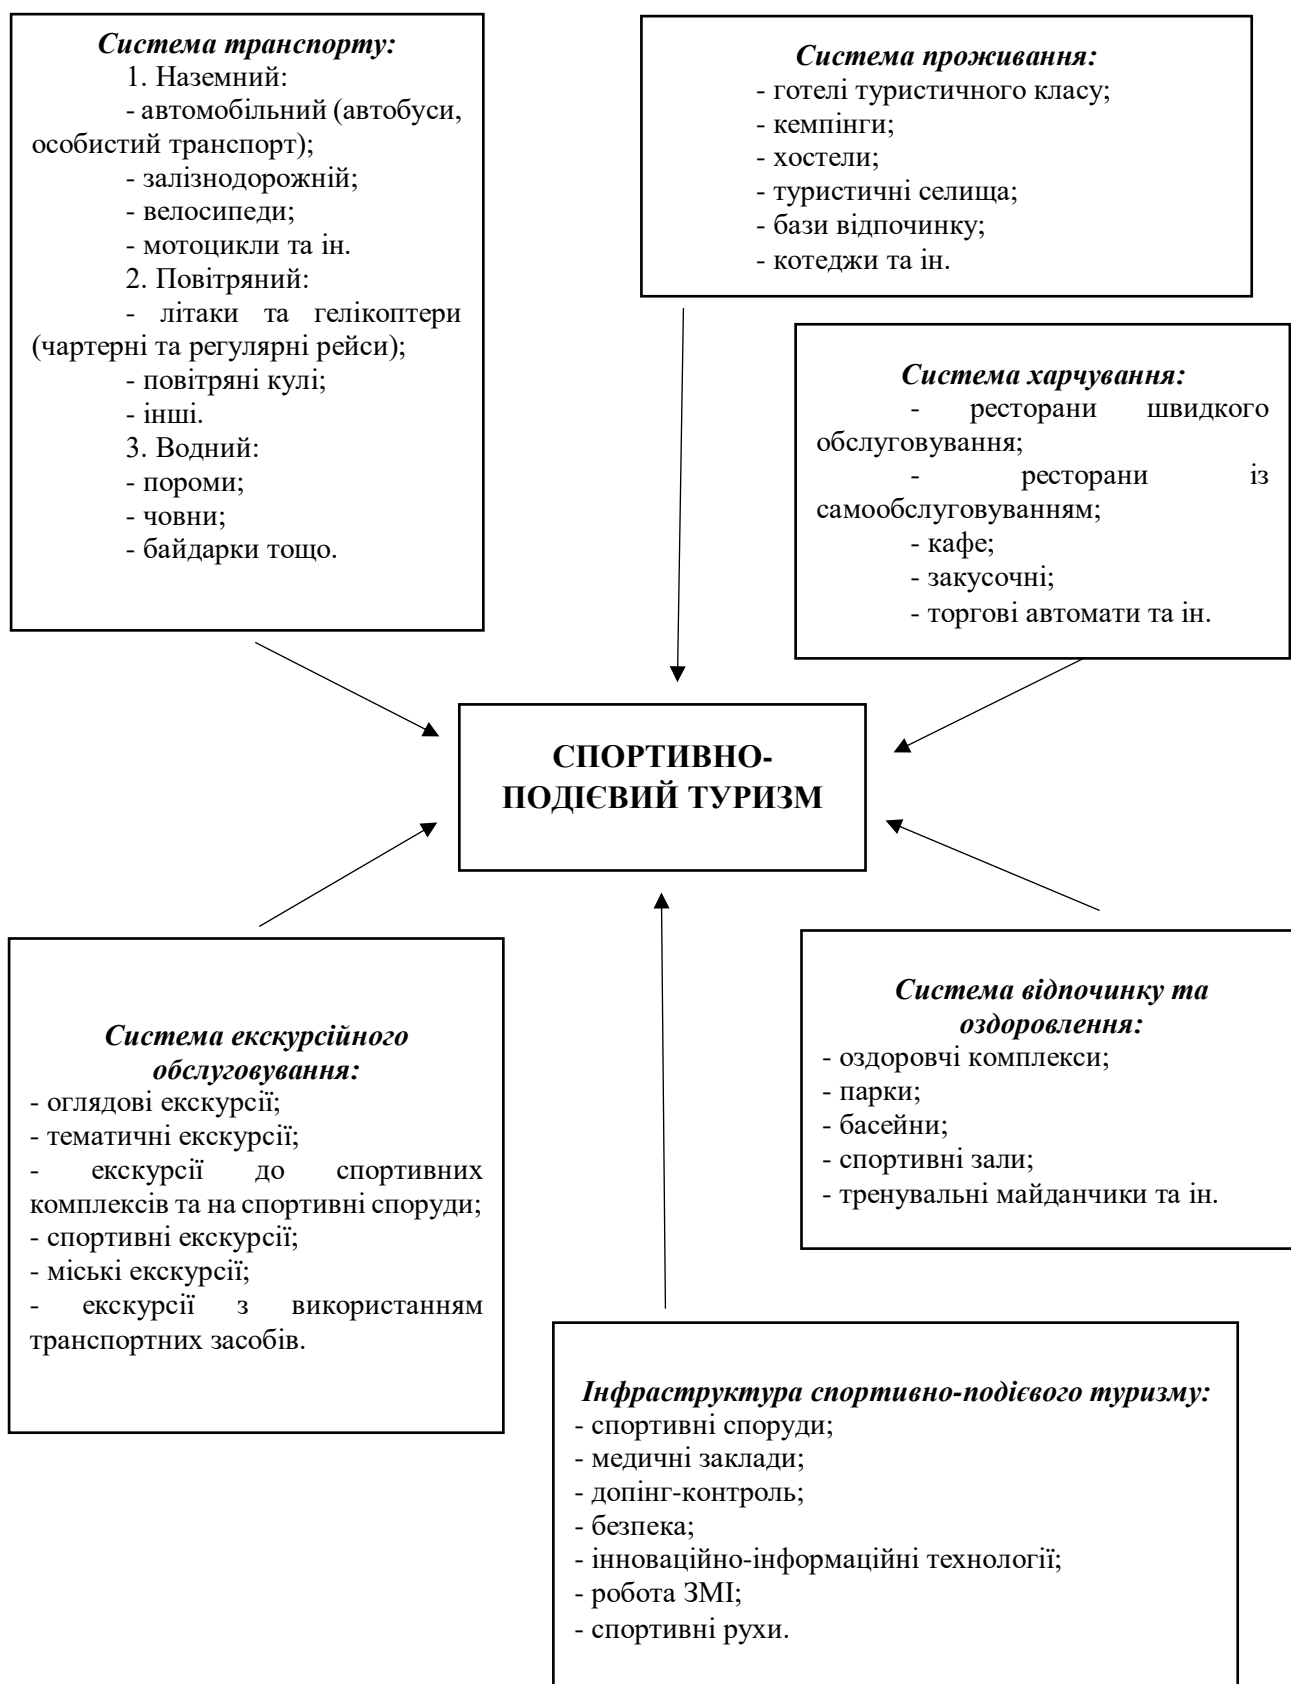 Система транспорту:
1. Наземний:
- автомобільний (автобуси,
особистий транспорт);
- залізнодорожній;
- велосипеди;
- мотоцикли та ін.
2. Повітряний:
- літаки та гелікоптери
(чартерні та регулярні рейси);
- повітряні кулі;
- інші.
3. Водний:
- пороми;
- човни;
- байдарки тощо.
Система проживання:
- готелі туристичного класу;
- кемпінги;
- хостели;
- туристичні селища;
- бази відпочинку;
- котеджи та ін.
Система харчування:
- ресторани швидкого
обслуговування;
- ресторани із
самообслуговуванням;
- кафе;
- закусочні;
- торгові автомати та ін.
СПОРТИВНО-
ПОДІЄВИЙ ТУРИЗМ
Система екскурсійного
обслуговування:
- оглядові екскурсії;
- тематичні екскурсії;
- екскурсії до спортивних
комплексів та на спортивні споруди;
- спортивні екскурсії;
- міські екскурсії;
- екскурсії з використанням
транспортних засобів.
Система відпочинку та
оздоровлення:
- оздоровчі комплекси;
- парки;
- басейни;
- спортивні зали;
- тренувальні майданчики та ін.
Інфраструктура спортивно-подієвого туризму:
- спортивні споруди;
- медичні заклади;
- допінг-контроль;
- безпека;
- інноваційно-інформаційні технології;
- робота ЗМІ;
- спортивні рухи.